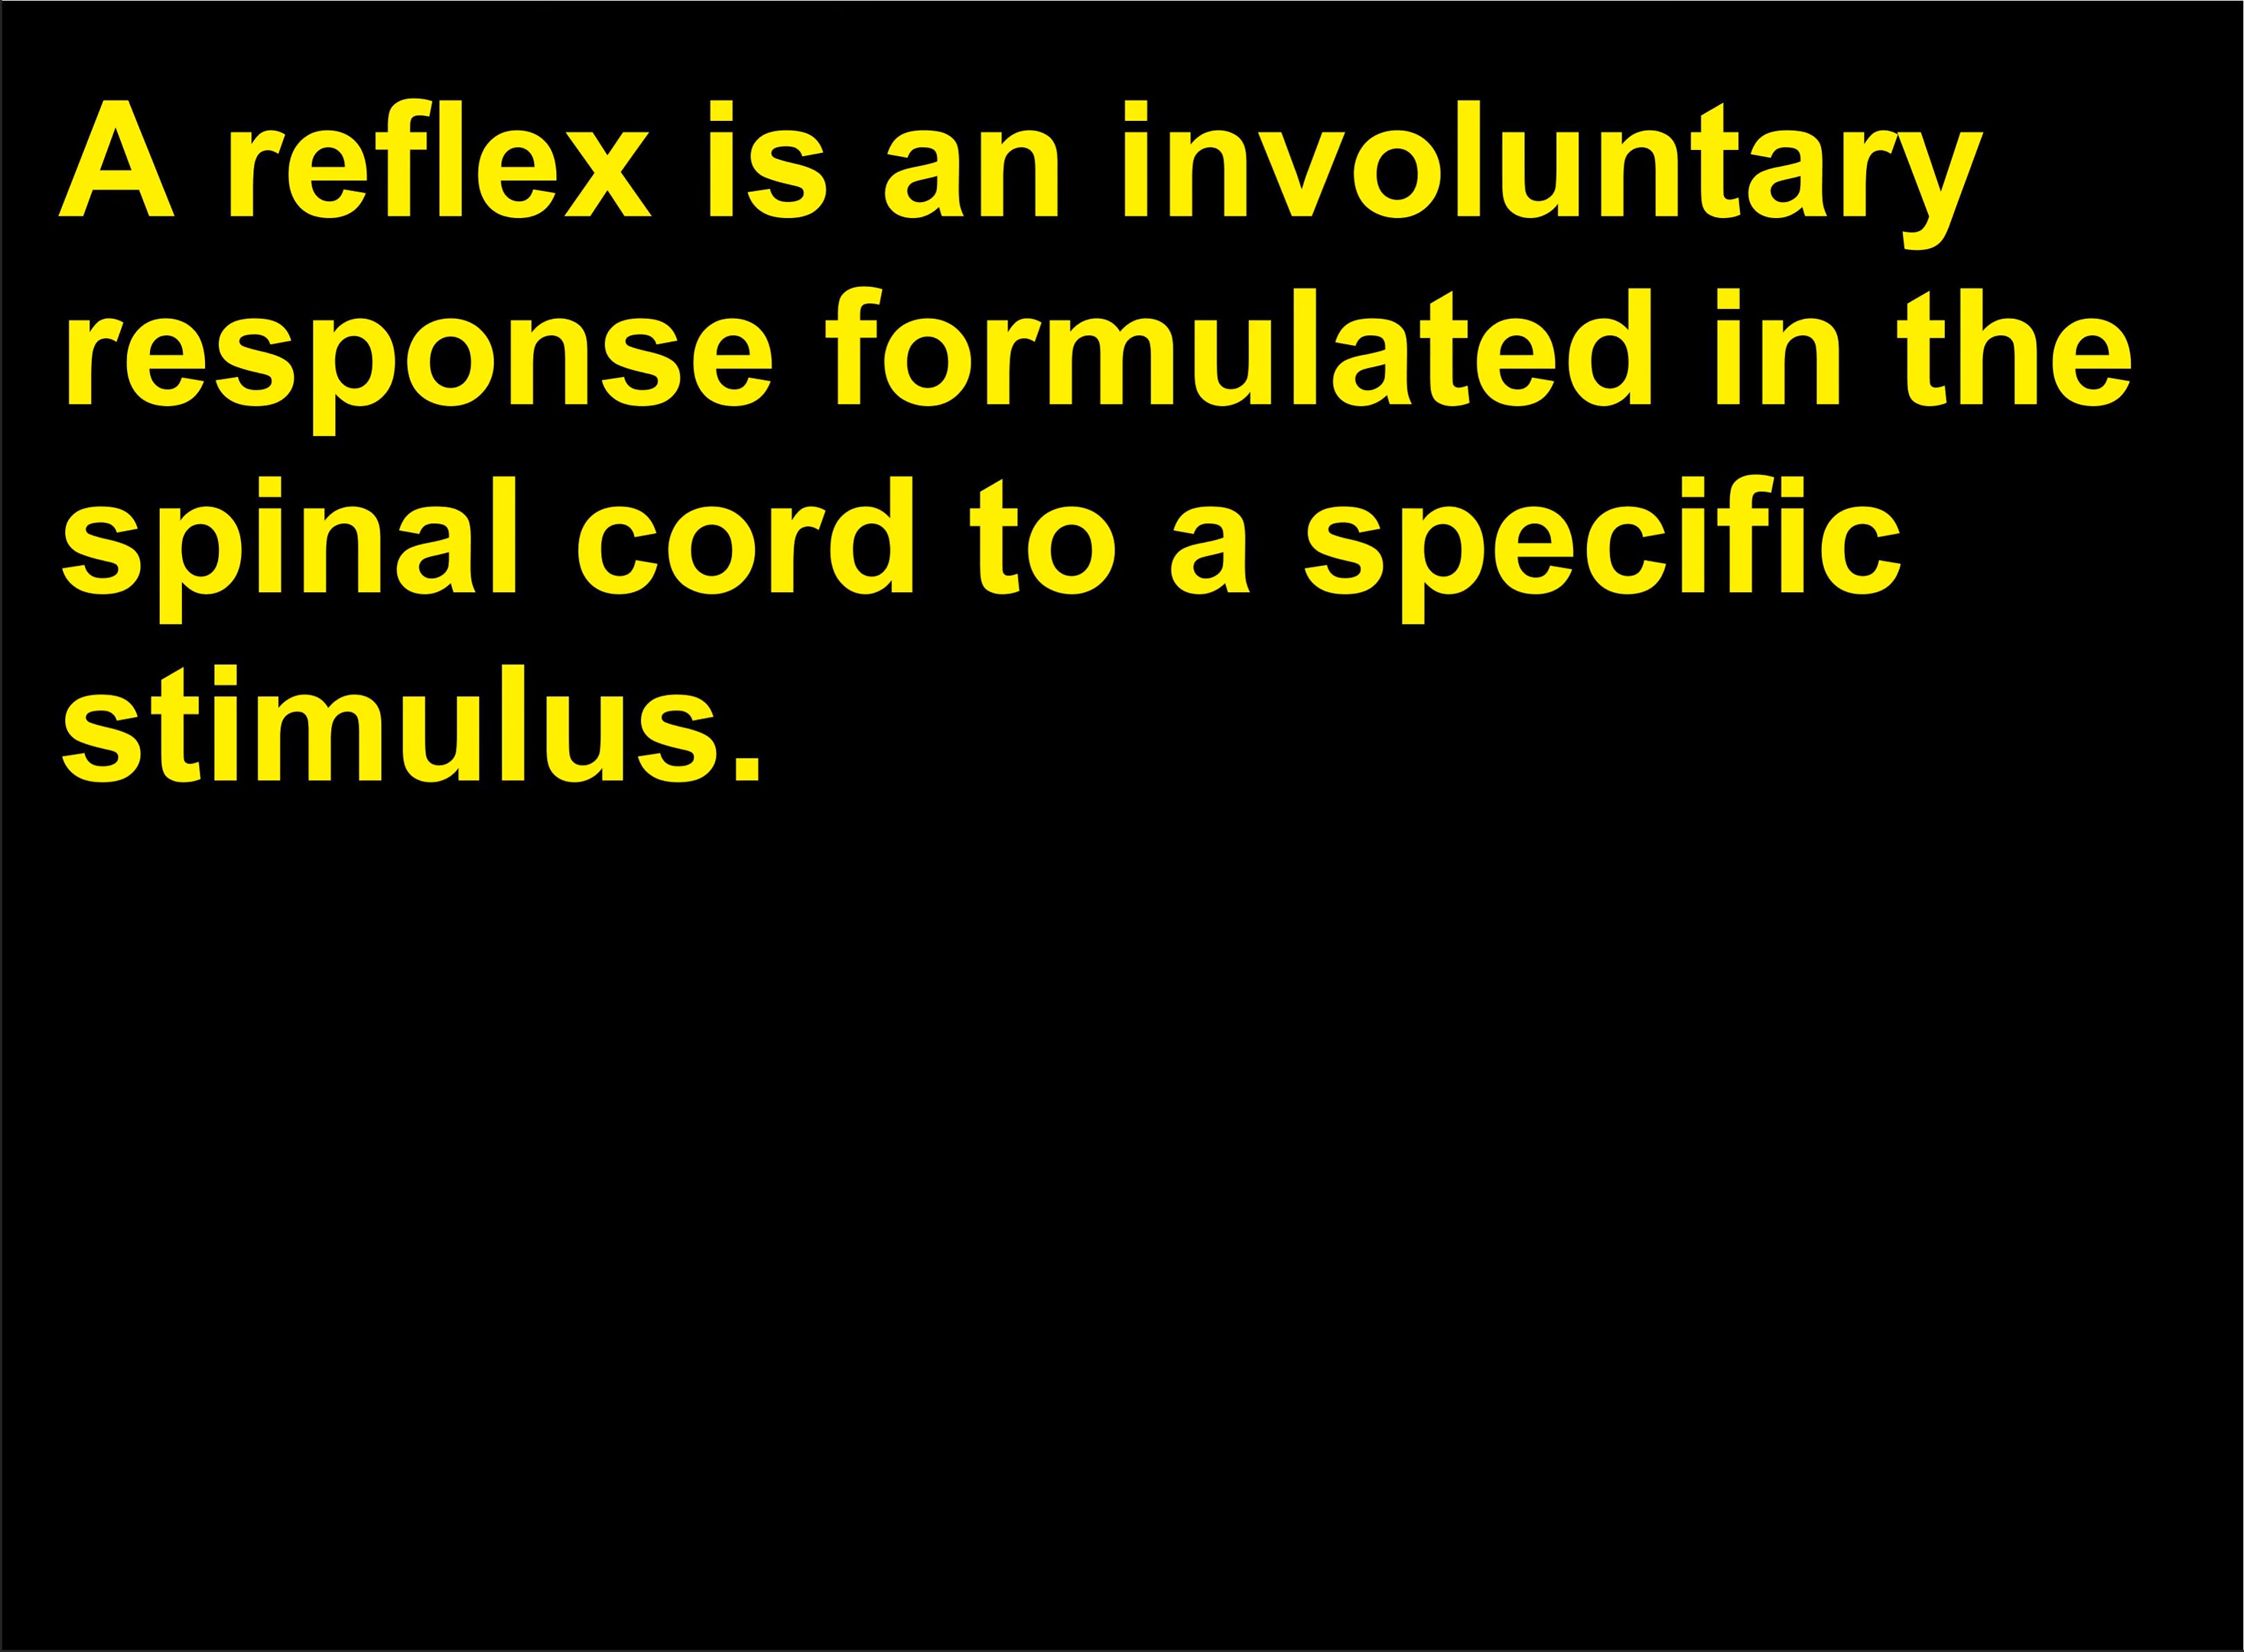 A reflex is an involuntary
response formulated in the
spinal cord to a specific
stimulus.